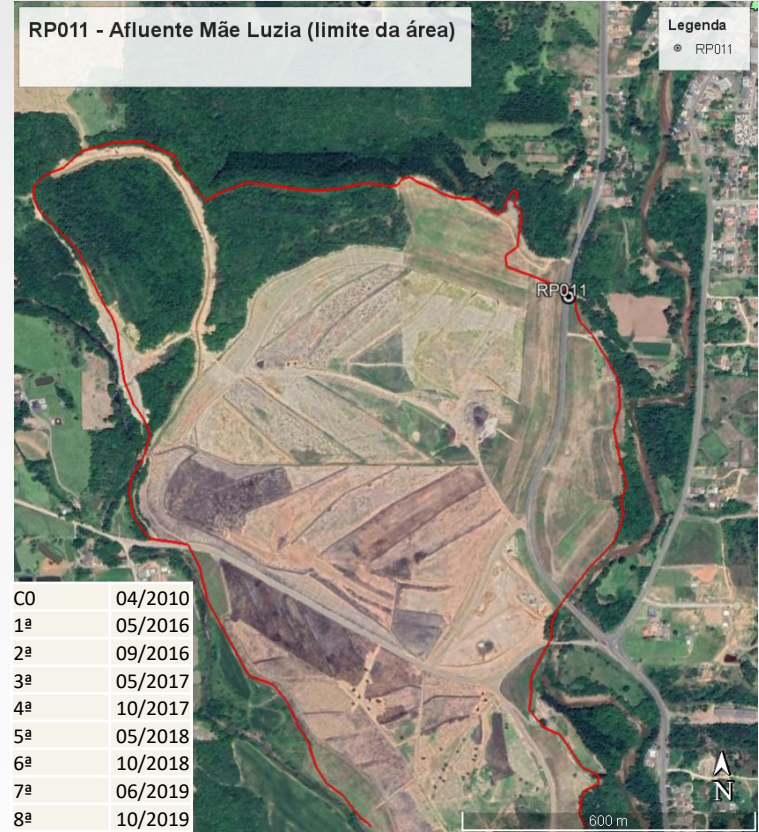 RP011 - Afluente Mãe Luzia (limite da área)
Legenda
RP011
RP011
C0 04/2010
1ª 05/2016
2ª 09/2016
3ª 05/2017
4ª 10/2017
5ª 05/2018
6ª 10/2018
7ª 06/2019
8ª 10/2019
N
600 m